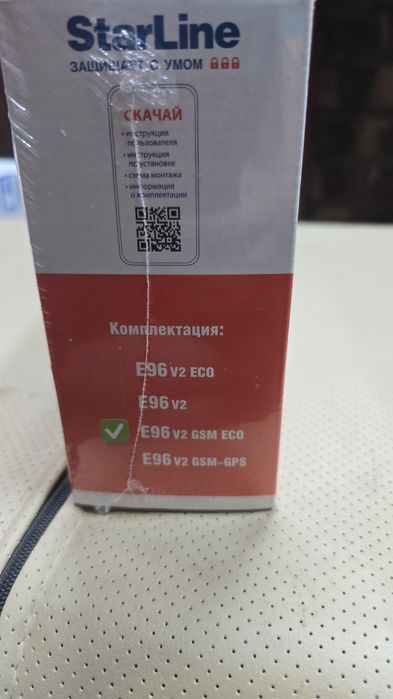 StarLine
ЗАЩИЩАЕТ С УМОМ
СКАЧАЙ
• инструкция
пользователя
• инструкция
по установке
• схема монтажа
• информация
о комплектации
Комплектация:
E96 V2 ECO
E96 V2
E96 V2 GSM ECO
E96 V2 GSM-GPS